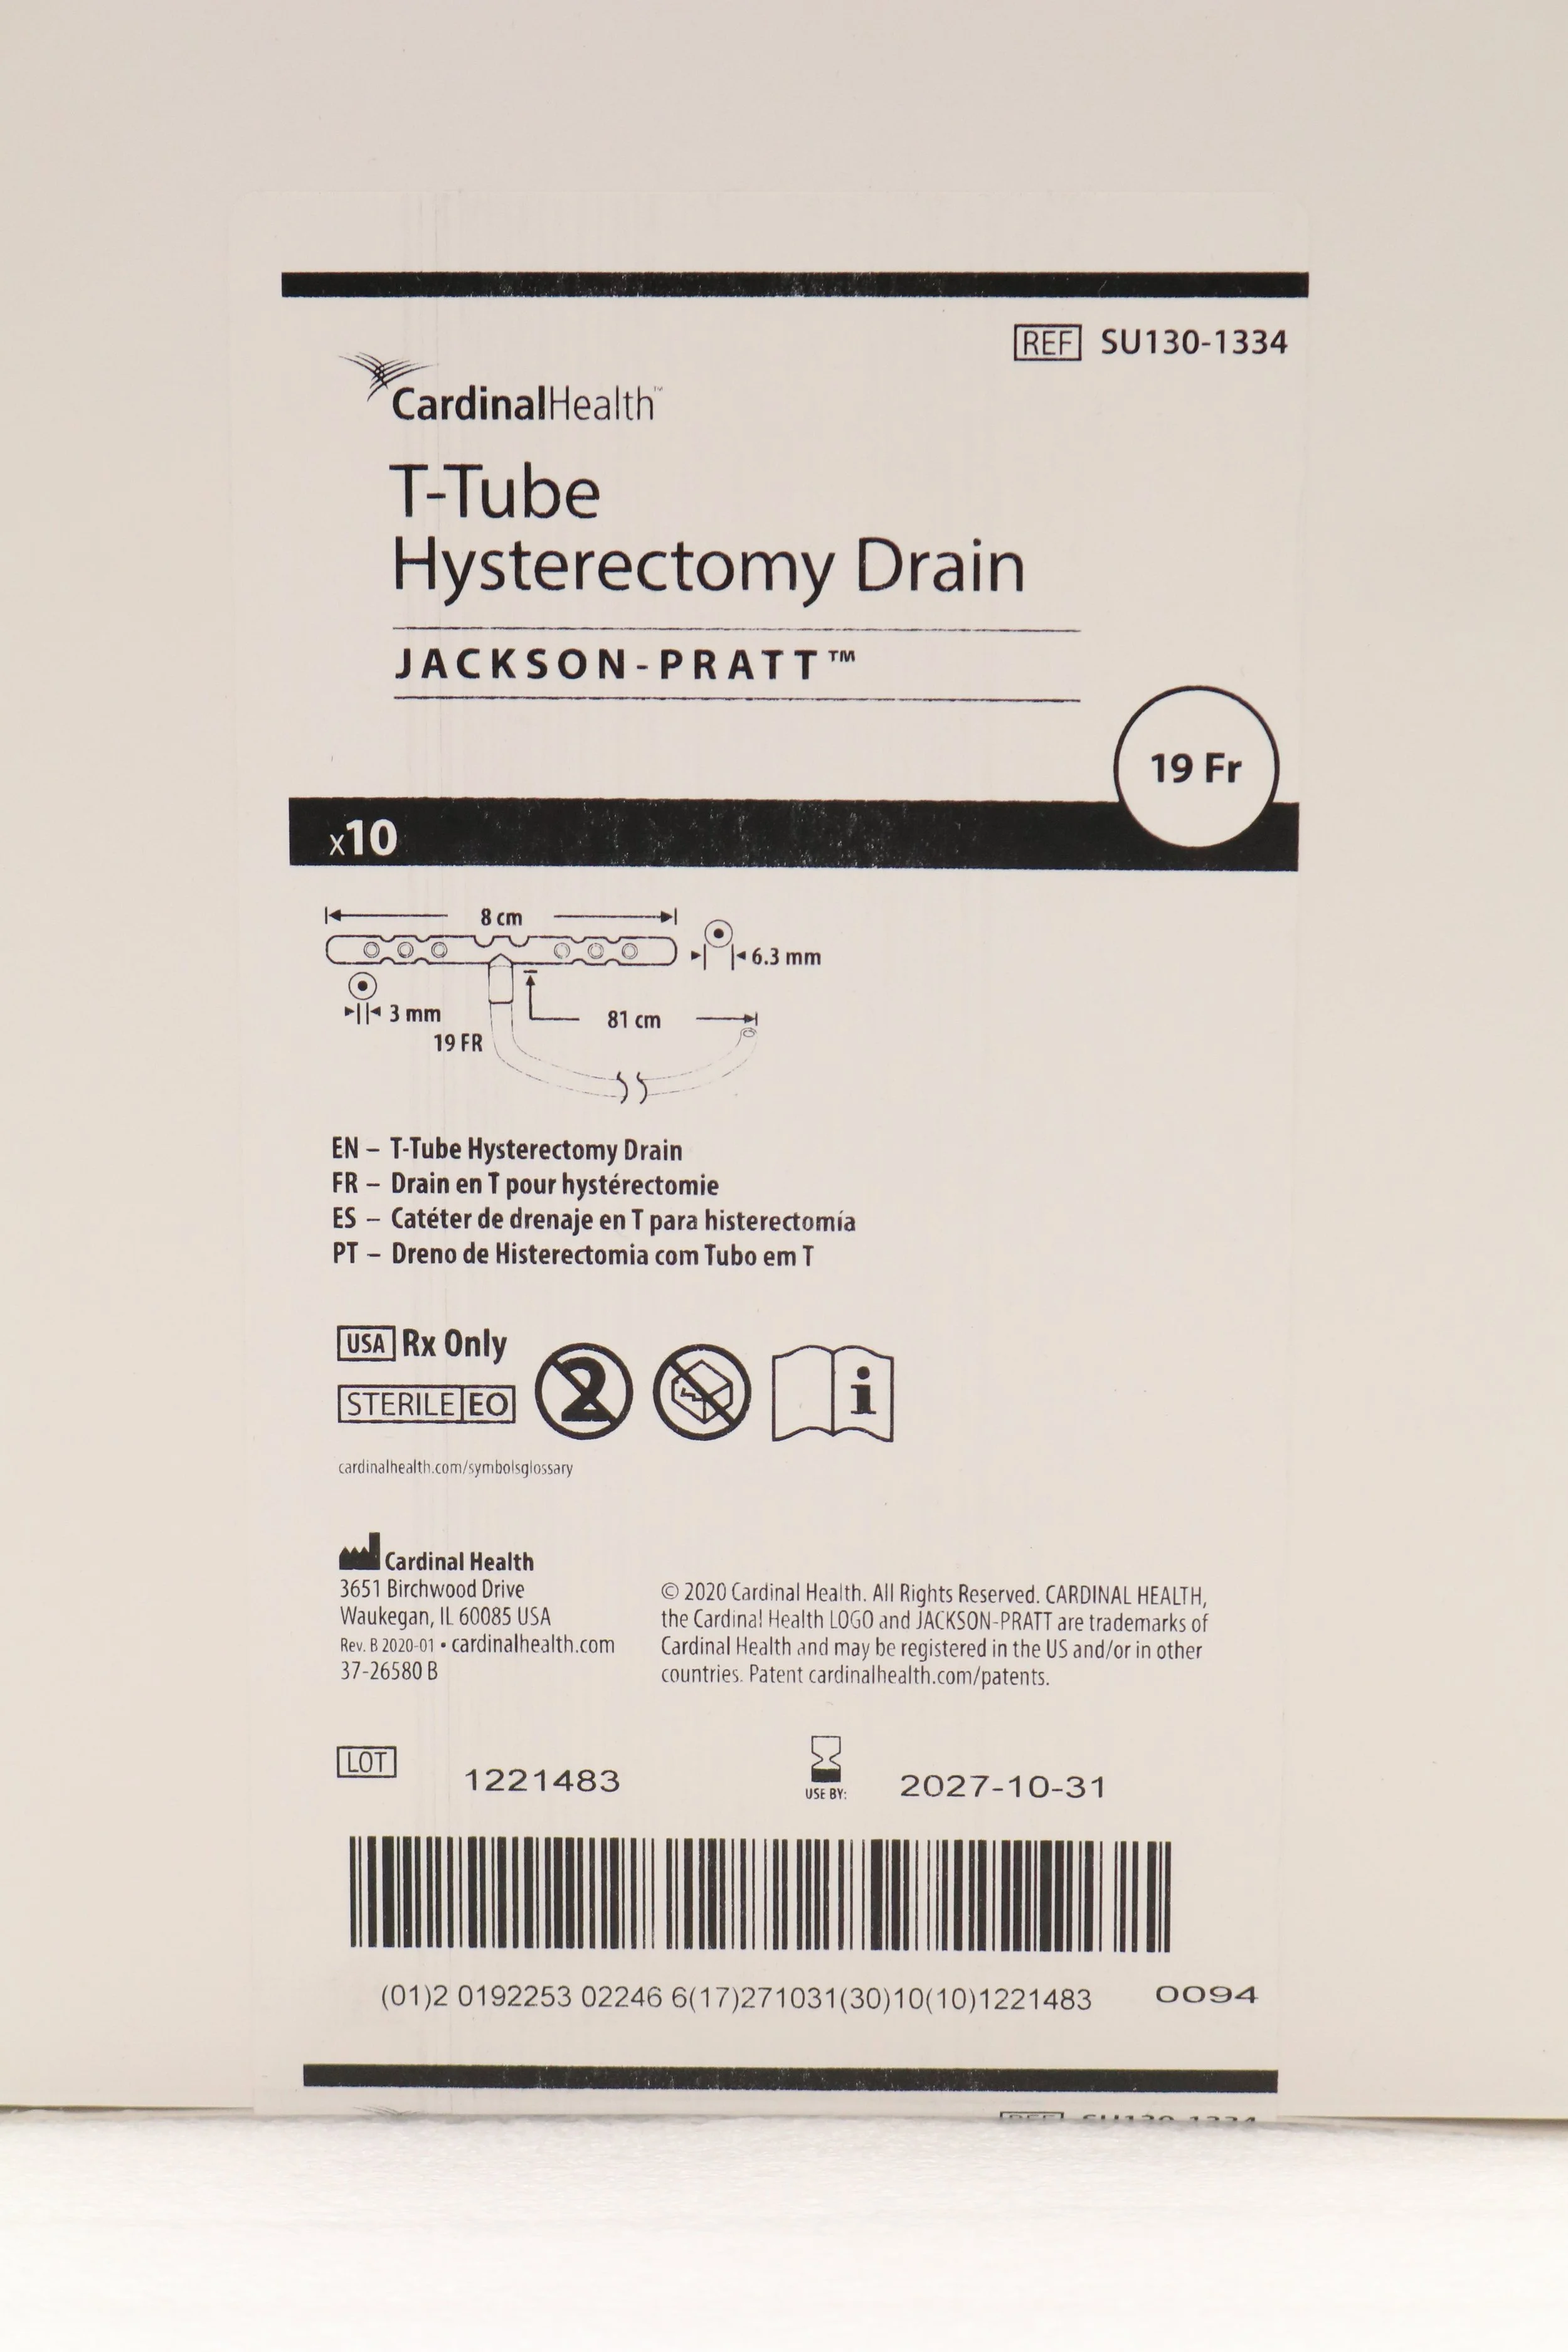 REF SU130-1334
CardinalHealth™
T-Tube
Hysterectomy Drain
JACKSON-PRATT™
19 Fr
x10
8 cm
6.3 mm
3 mm
81 cm
19 FR
EN – T-Tube Hysterectomy Drain
FR – Drain en T pour hystérectomie
ES – Catéter de drenaje en T para histerectomía
PT – Dreno de Histerectomia com Tubo em T
USA Rx Only
2
STERILE EO
i
cardinalhealth.com/symbolsglossary
Cardinal Health
3651 Birchwood Drive
Waukegan, IL 60085 USA
Rev. B 2020-01 • cardinalhealth.com
37-26580 B
© 2020 Cardinal Health. All Rights Reserved. CARDINAL HEALTH,
the Cardinal Health LOGO and JACKSON-PRATT are trademarks of
Cardinal Health and may be registered in the US and/or in other
countries. Patent cardinalhealth.com/patents.
LOT 1221483
USE BY: 2027-10-31
(01)2 0192253 02246 6(17)271031(30)10(10)1221483 0094
REF SU130-1334